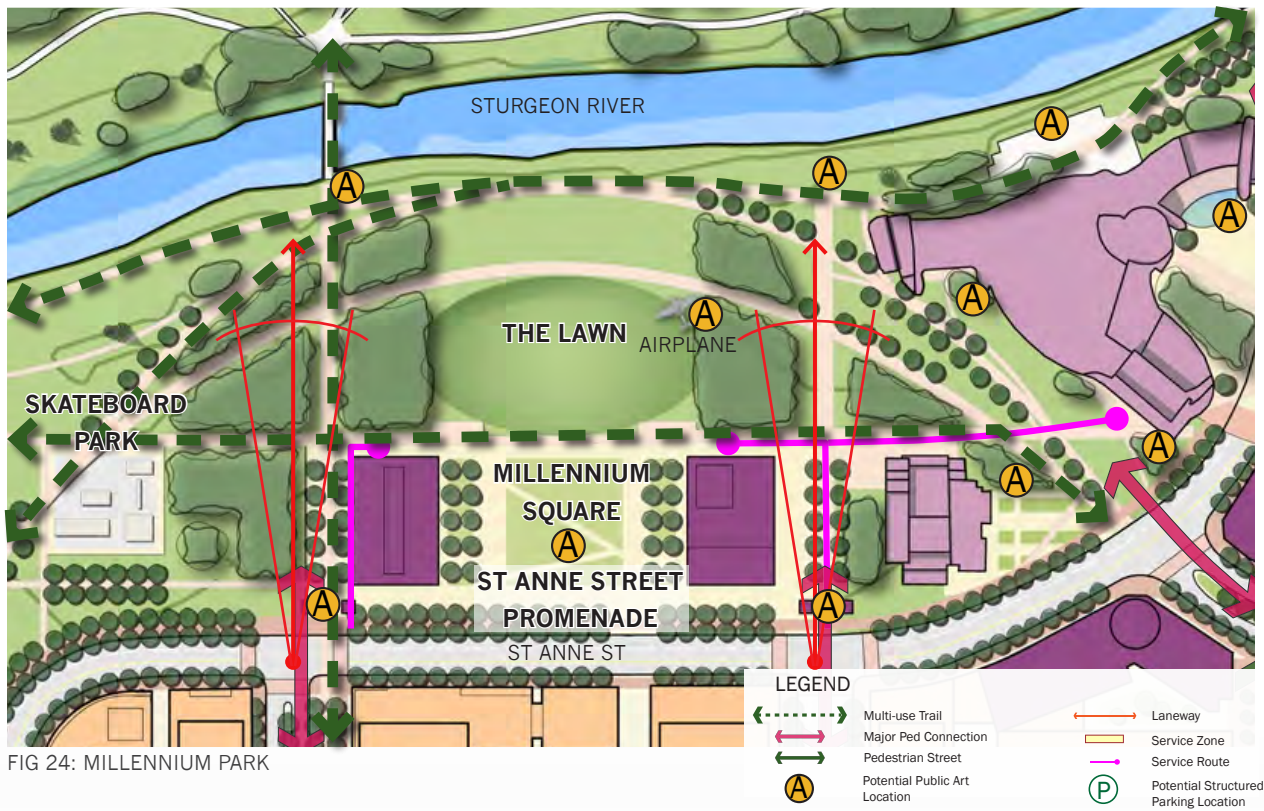 STURGEON RIVER
A
A
A
A
A
THE LAWN
A
AIRPLANE
SKATEBOARD
PARK
MILLENNIUM
SQUARE
A
A
A
ST ANNE STREET
PROMENADE
A
A
ST ANNE ST
LEGEND
Multi-use Trail
Major Ped Connection
Pedestrian Street
A
Potential Public Art
Location
Laneway
Service Zone
Service Route
P
Potential Structured
Parking Location
FIG 24: MILLENNIUM PARK